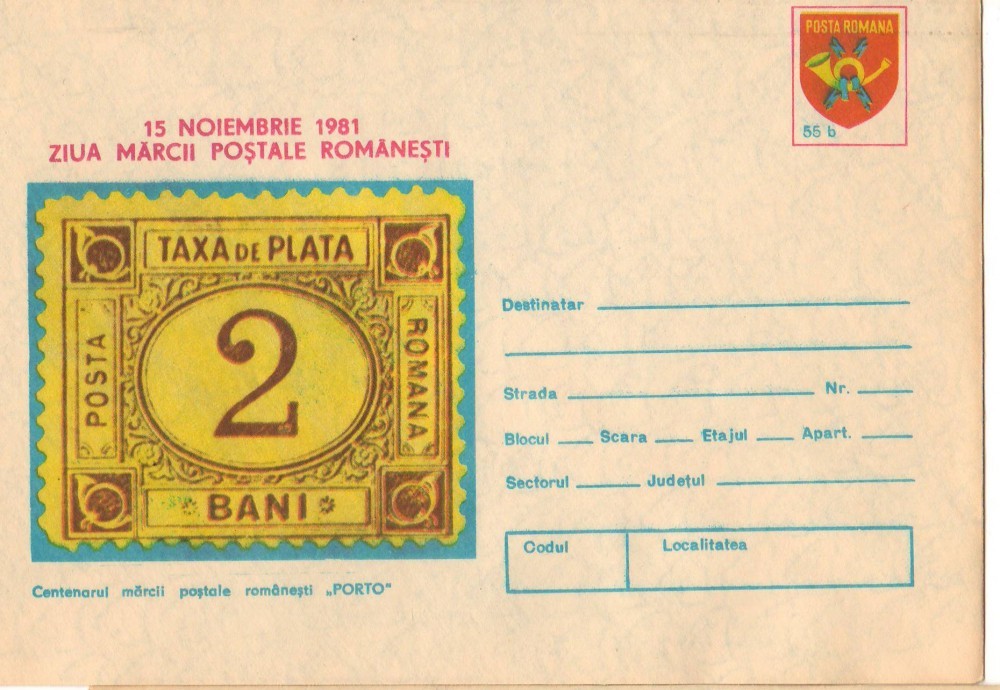 POSTA ROMANA
55 b
15 NOIEMBRIE 1981
ZIUA MĂRCII POȘTALE ROMÂNEȘTI
TAXA DE PLATA
POSTA
2
ROMANA
* BANI *
Centenarul mărcii poștale românești „PORTO"
Destinatar
Strada Nr.
Blocul Scara Etajul Apart.
Sectorul Județul
Codul Localitatea